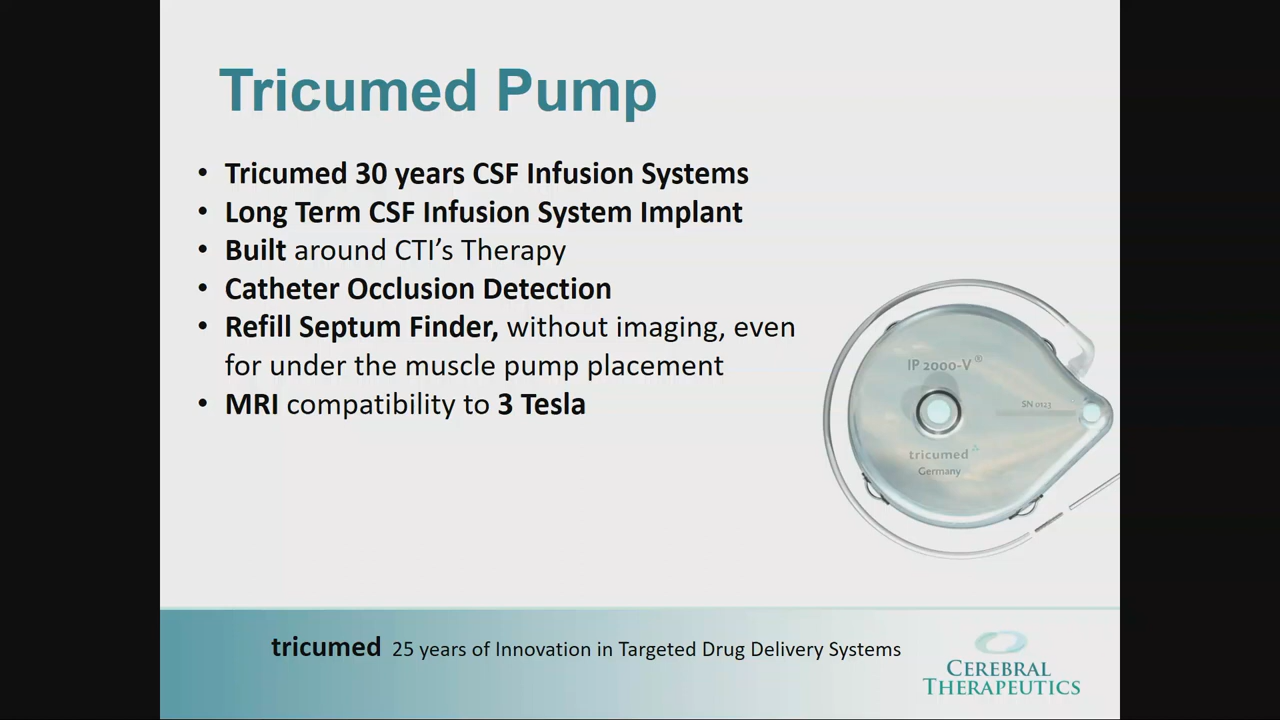 Tricumed Pump
• Tricumed 30 years CSF Infusion Systems
• Long Term CSF Infusion System Implant
• Built around CTI’s Therapy
• Catheter Occlusion Detection
• Refill Septum Finder, without imaging, even
for under the muscle pump placement
• MRI compatibility to 3 Tesla
IP 2000-V®
SN 0123
tricumed
Germany
tricumed 25 years of Innovation in Targeted Drug Delivery Systems
CEREBRAL
THERAPEUTICS